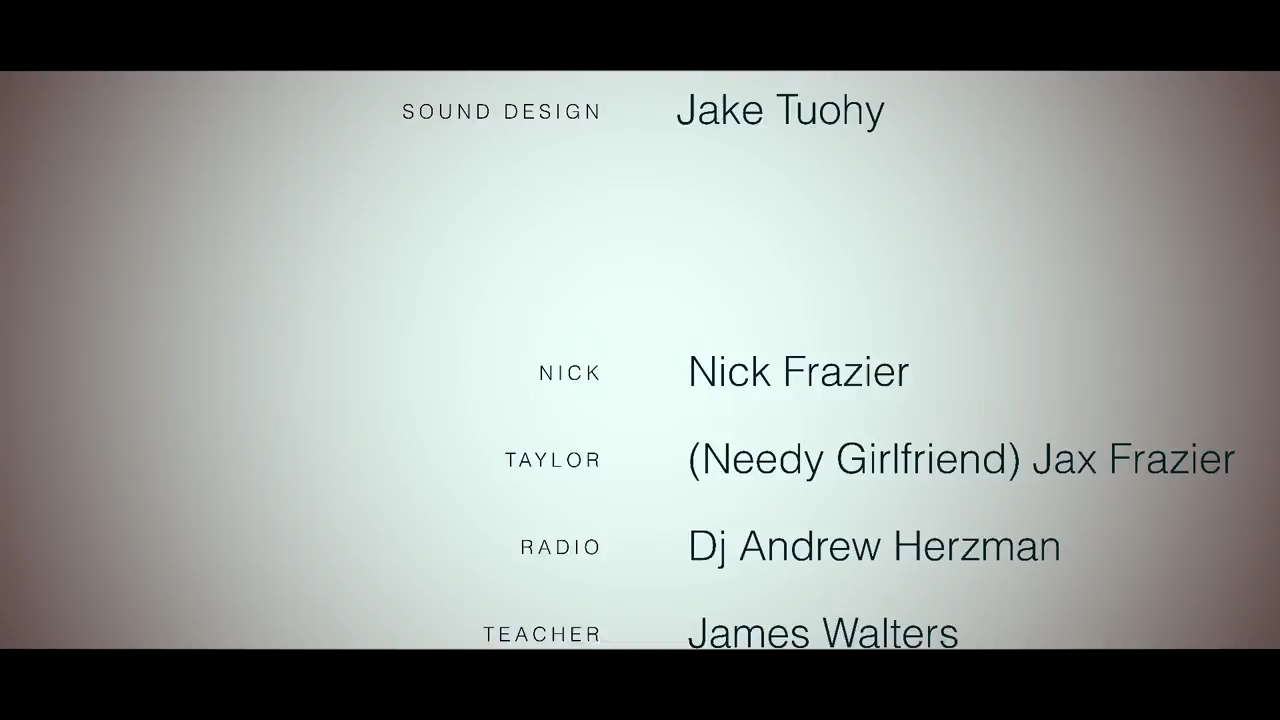 SOUND DESIGN Jake Tuohy
NICK Nick Frazier
TAYLOR (Needy Girlfriend) Jax Frazier
RADIO Dj Andrew Herzman
TEACHER James Walters